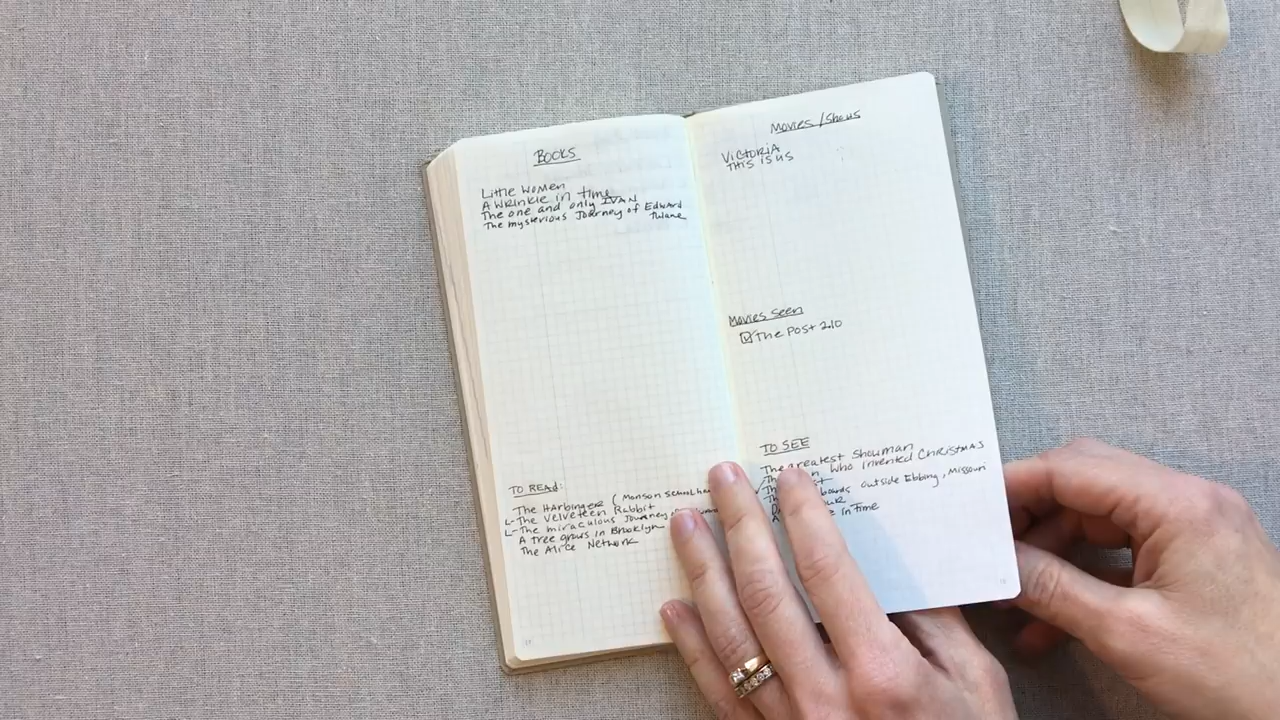 BOOKS
Little Women
A Wrinkle in time
The one and only IVAN
The mysterious Journey of Edward
Tulane
TO READ:
The Harbinger (Monson
L-The Velveteen Rabbit
L-The miraculous Journey
A Tree grows in Brooklyn
The Alice Network
Movies/Shows
VICTORIA
THIS IS US
Movies Seen
The Post 2.10
TO SEE
The greatest Showman
who invented CHRISTMAS
outside Ebbing, Missouri
in Time